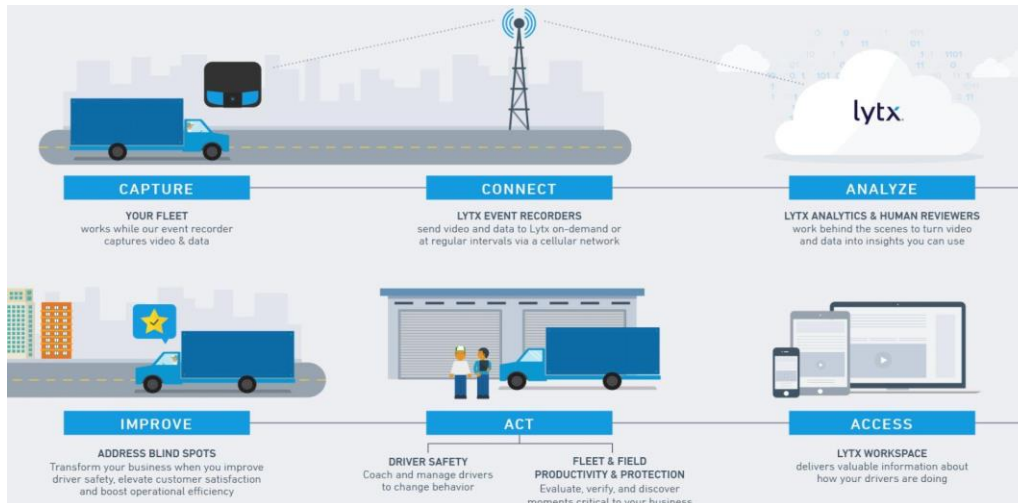 lytx
CAPTURE
CONNECT
ANALYZE
YOUR FLEET
works while our event recorder
captures video & data
LYTX EVENT RECORDERS
send video and data to Lytx on-demand or
at regular intervals via a cellular network
LYTX ANALYTICS & HUMAN REVIEWERS
work behind the scenes to turn video
and data into insights you can use
IMPROVE
ACT
ACCESS
ADDRESS BLIND SPOTS
Transform your business when you improve
driver safety, elevate customer satisfaction
and boost operational efficiency
DRIVER SAFETY
Coach and manage drivers
to change behavior
FLEET & FIELD
PRODUCTIVITY & PROTECTION
Evaluate, verify, and discover
moments critical to your business
LYTX WORKSPACE
delivers valuable information about
how your drivers are doing